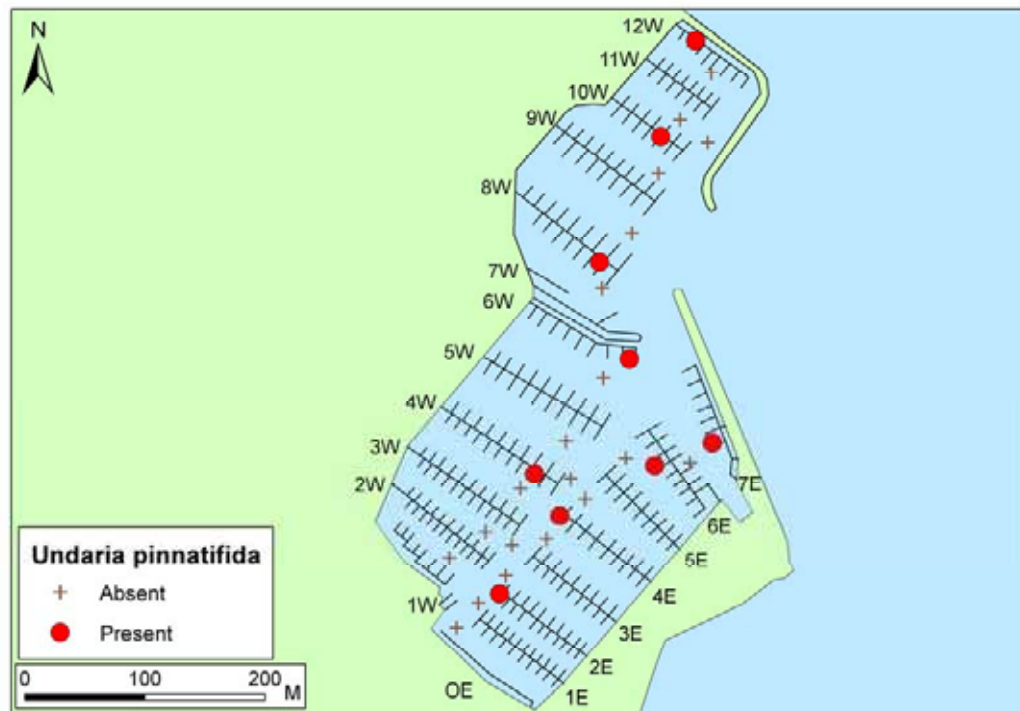 N
12W
11W
10W
9W
8W
7W
6W
5W
4W
3W
2W
1W
OE
1E
2E
3E
4E
5E
6E
7E
Undaria pinnatifida
Absent
Present
0 100 200
M